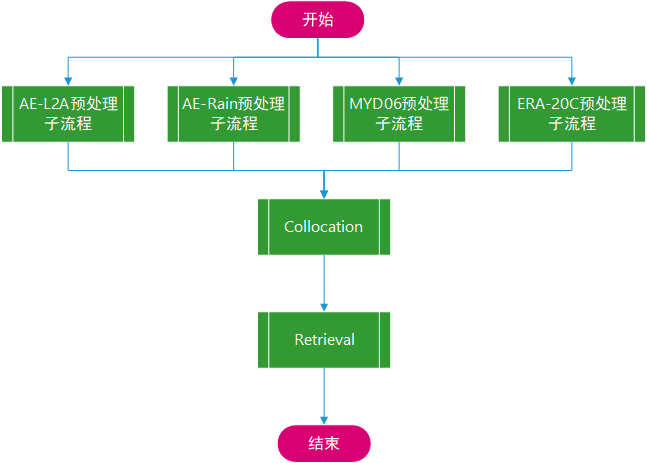 开始
AE-L2A预处理
子流程
AE-Rain预处理
子流程
MYD06预处理
子流程
ERA-20C预处理
子流程
Collocation
Retrieval
结束